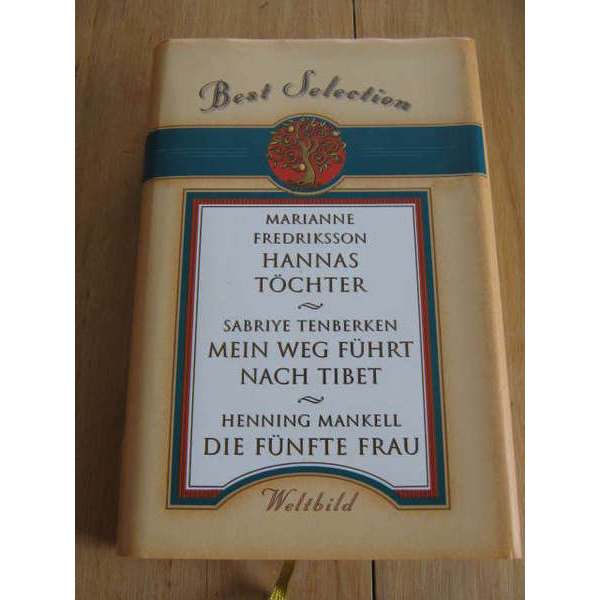 Best Selection
MARIANNE
FREDRIKSSON
HANNAS
TÖCHTER
~
SABRIYE TENBERKEN
MEIN WEG FÜHRT
NACH TIBET
~
HENNING MANKELL
DIE FÜNFTE FRAU
Weltbild